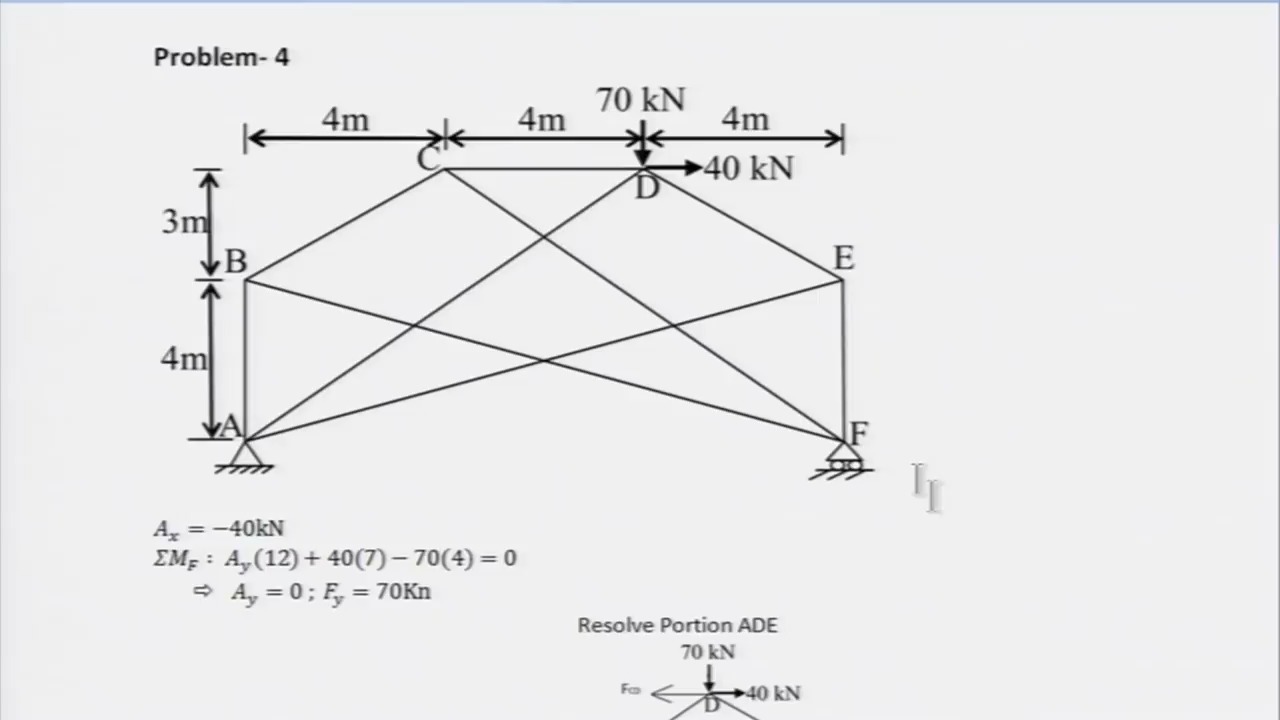 Problem- 4
70 kN
4m 4m 4m
C
40 kN
D
3m
B
E
4m
A
F
A_x = −40kN
ΣM_F : A_y(12) + 40(7) − 70(4) = 0
⇨ A_y = 0 ; F_y = 70Kn
Resolve Portion ADE
70 kN
F_CD
40 kN
D